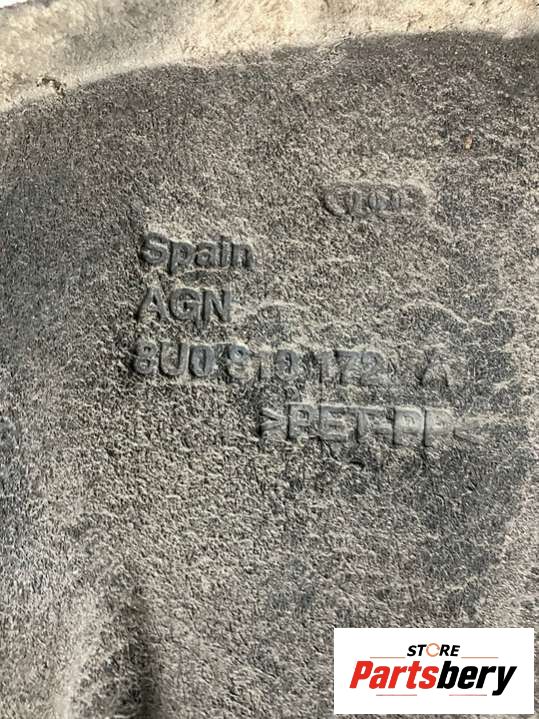 Spain
AGN
8U0 810 172 A
>PET-PP<
STORE
Partsbery